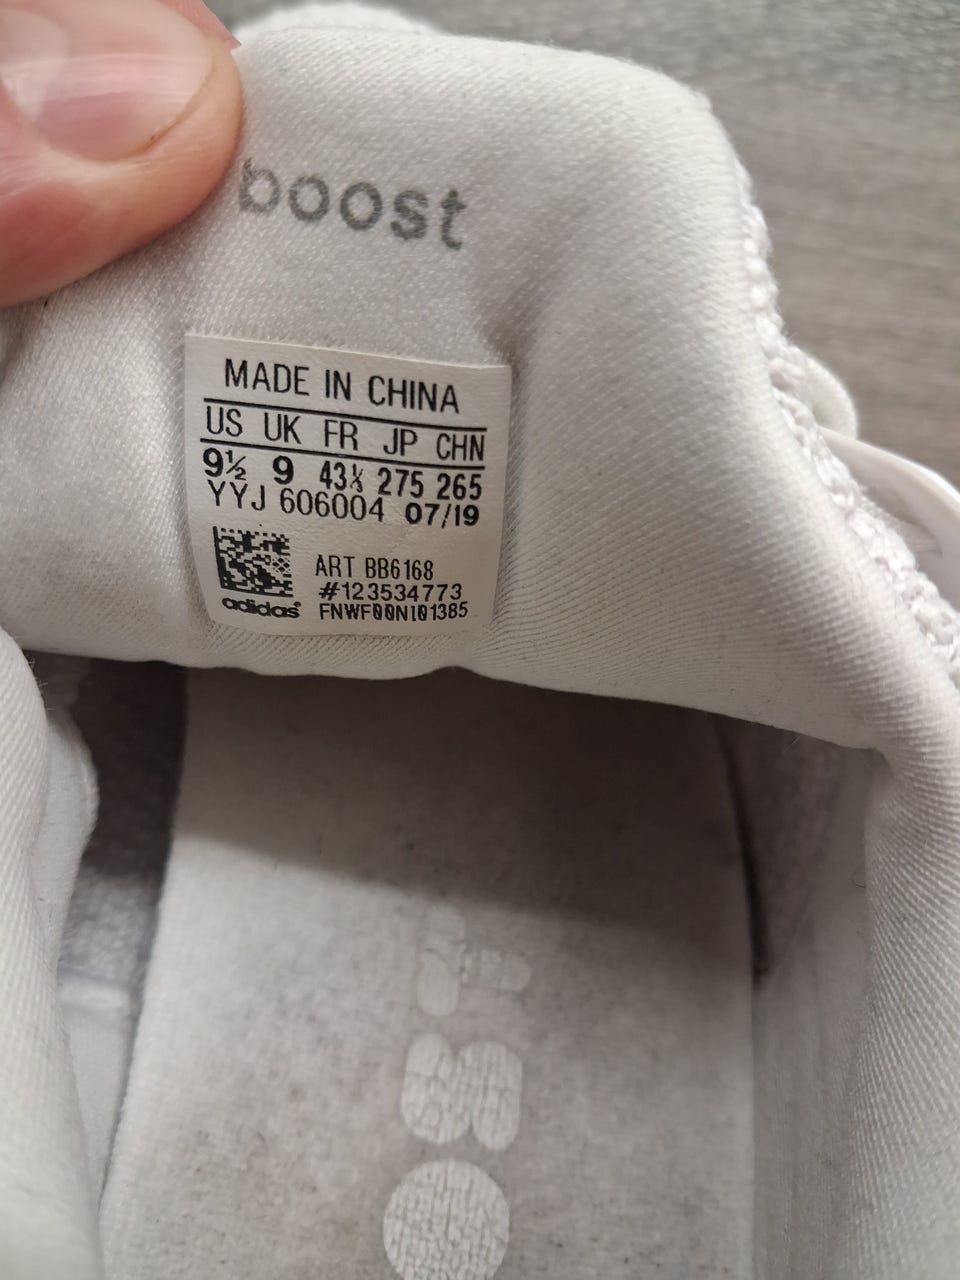 boost
MADE IN CHINA
US UK FR JP CHN
9½ 9 43⅓ 275 265
YYJ 606004 07/19
ART BB6168
#123534773
adidas® FNWF00N101385